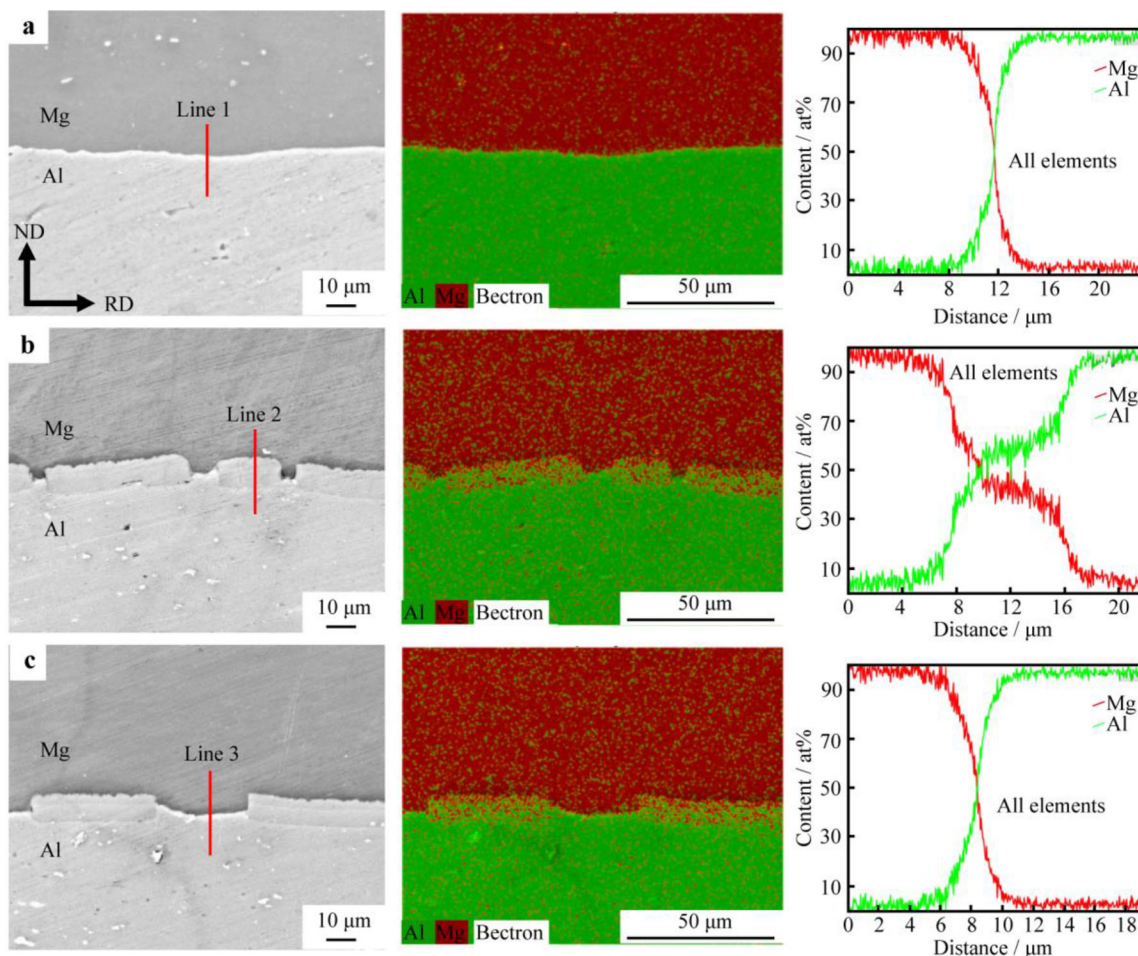 a
Mg
Line 1
Al
ND
RD
10 μm
Al Mg Bectron
50 μm
90
70
50
30
10
Content / at%
Mg
Al
All elements
0 4 8 12 16 20
Distance / μm
b
Mg
Line 2
Al
10 μm
Al Mg Bectron
50 μm
90
70
50
30
10
Content / at%
All elements
Mg
Al
0 4 8 12 16 20
Distance / μm
c
Mg
Line 3
Al
10 μm
Al Mg Bectron
50 μm
90
70
50
30
10
Content / at%
Mg
Al
All elements
0 2 4 6 8 10 12 14 16 18
Distance / μm